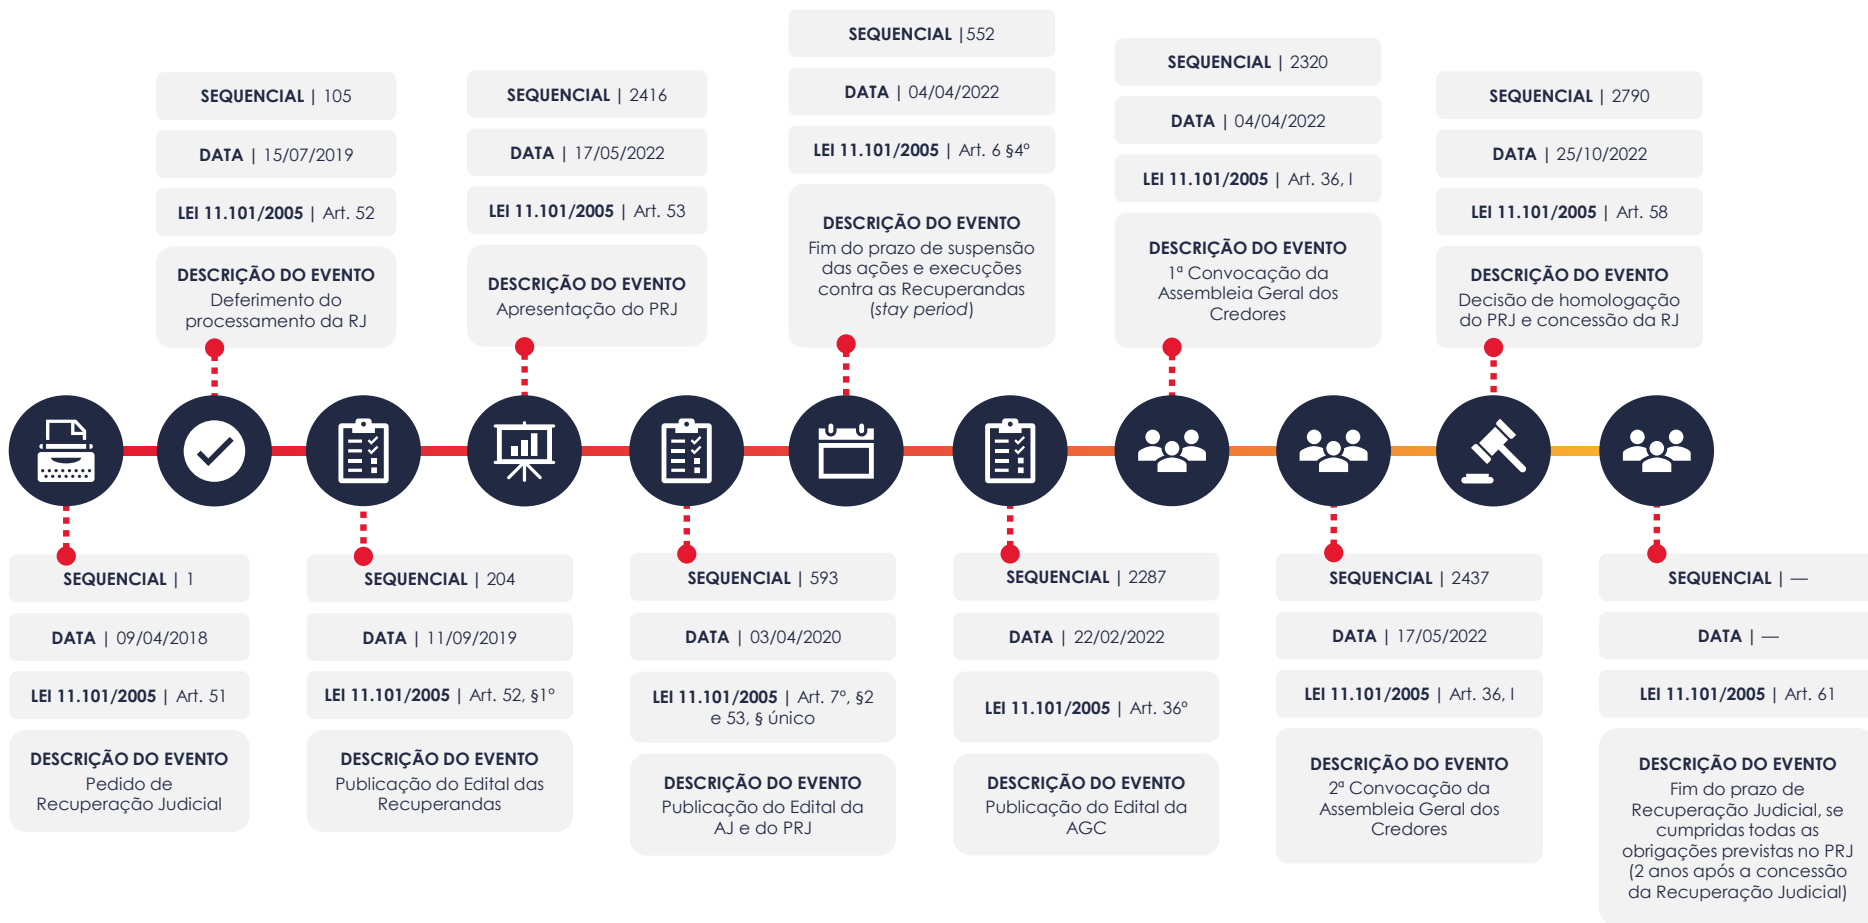 SEQUENCIAL | 1
DATA | 09/04/2018
LEI 11.101/2005 | Art. 51
DESCRIÇÃO DO EVENTO
Pedido de
Recuperação Judicial
SEQUENCIAL | 105
DATA | 15/07/2019
LEI 11.101/2005 | Art. 52
DESCRIÇÃO DO EVENTO
Deferimento do
processamento da RJ
SEQUENCIAL | 204
DATA | 11/09/2019
LEI 11.101/2005 | Art. 52, §1º
DESCRIÇÃO DO EVENTO
Publicação do Edital das
Recuperandas
SEQUENCIAL | 2416
DATA | 17/05/2022
LEI 11.101/2005 | Art. 53
DESCRIÇÃO DO EVENTO
Apresentação do PRJ
SEQUENCIAL | 593
DATA | 03/04/2020
LEI 11.101/2005 | Art. 7º, §2
e 53, § único
DESCRIÇÃO DO EVENTO
Publicação do Edital da
AJ e do PRJ
SEQUENCIAL |552
DATA | 04/04/2022
LEI 11.101/2005 | Art. 6 §4º
DESCRIÇÃO DO EVENTO
Fim do prazo de suspensão
das ações e execuções
contra as Recuperandas
(stay period)
SEQUENCIAL | 2287
DATA | 22/02/2022
LEI 11.101/2005 | Art. 36º
DESCRIÇÃO DO EVENTO
Publicação do Edital da
AGC
SEQUENCIAL | 2320
DATA | 04/04/2022
LEI 11.101/2005 | Art. 36, I
DESCRIÇÃO DO EVENTO
1ª Convocação da
Assembleia Geral dos
Credores
SEQUENCIAL | 2437
DATA | 17/05/2022
LEI 11.101/2005 | Art. 36, I
DESCRIÇÃO DO EVENTO
2ª Convocação da
Assembleia Geral dos
Credores
SEQUENCIAL | 2790
DATA | 25/10/2022
LEI 11.101/2005 | Art. 58
DESCRIÇÃO DO EVENTO
Decisão de homologação
do PRJ e concessão da RJ
SEQUENCIAL | —
DATA | —
LEI 11.101/2005 | Art. 61
DESCRIÇÃO DO EVENTO
Fim do prazo de
Recuperação Judicial, se
cumpridas todas as
obrigações previstas no PRJ
(2 anos após a concessão
da Recuperação Judicial)